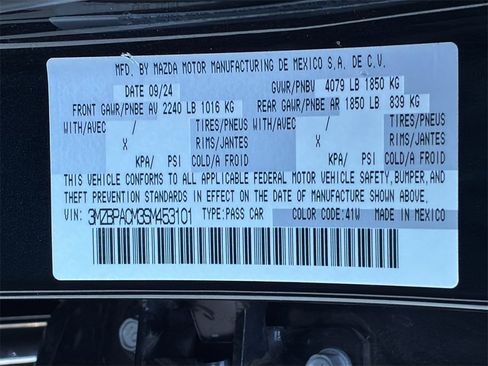 MFD. BY MAZDA MOTOR MANUFACTURING DE MEXICO S.A. DE C.V.
DATE 09/24 GVWR/PNBV 4079 LB 1850 KG
FRONT GAWR/PNBE AV 2240 LB 1016 KG REAR GAWR/PNBE AR 1850 LB 839 KG
WITH/AVEC / TIRES/PNEUS WITH/AVEC / TIRES/PNEUS
X RIMS/JANTES X RIMS/JANTES
KPA/ PSI COLD/A FROID KPA/ PSI COLD/A FROID
THIS VEHICLE CONFORMS TO ALL APPLICABLE FEDERAL MOTOR VEHICLE SAFETY, BUMPER, AND
THEFT PREVENTION STANDARDS IN EFFECT ON THE DATE OF MANUFACTURE SHOWN ABOVE.
VIN: 3MZBPACM3SM453101 TYPE:PASS CAR COLOR CODE:41W MADE IN MEXICO